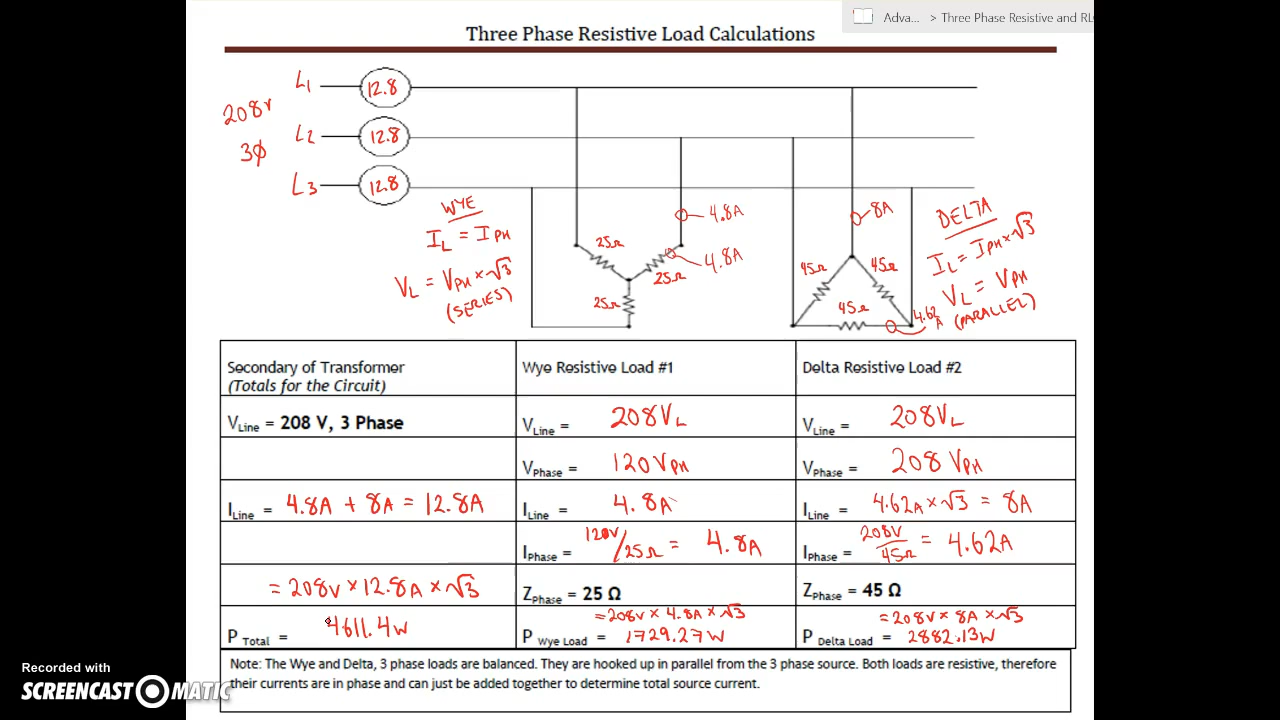 Adva... > Three Phase Resistive and RL
Three Phase Resistive Load Calculations
208V
3ϕ
L1 12.8
L2 12.8
L3 12.8
WYE
IL = IPH
VL = VPH × √3
(SERIES)
25Ω
25Ω
25Ω
4.8A
4.8A
8A
DELTA
IL = IPH × √3
VL = VPH
(PARALLEL)
45Ω
45Ω
45Ω
4.62
A
Secondary of Transformer
(Totals for the Circuit)
Wye Resistive Load #1
Delta Resistive Load #2
VLine = 208 V, 3 Phase
VLine = 208VL
VLine = 208VL
VPhase = 120VPH
VPhase = 208 VPH
ILine = 4.8A + 8A = 12.8A
ILine = 4.8A
ILine = 4.62A × √3 = 8A
IPhase = 120V/25Ω = 4.8A
IPhase = 208V/45Ω = 4.62A
= 208V × 12.8A × √3
ZPhase = 25 Ω
ZPhase = 45 Ω
P Total = 4611.4W
= 208V × 4.8A × √3
P Wye Load = 1729.27W
= 208V × 8A × √3
P Delta Load = 2882.13W
Note: The Wye and Delta, 3 phase loads are balanced. They are hooked up in parallel from the 3 phase source. Both loads are resistive, therefore
their currents are in phase and can just be added together to determine total source current.
Recorded with
SCREENCAST MATIC